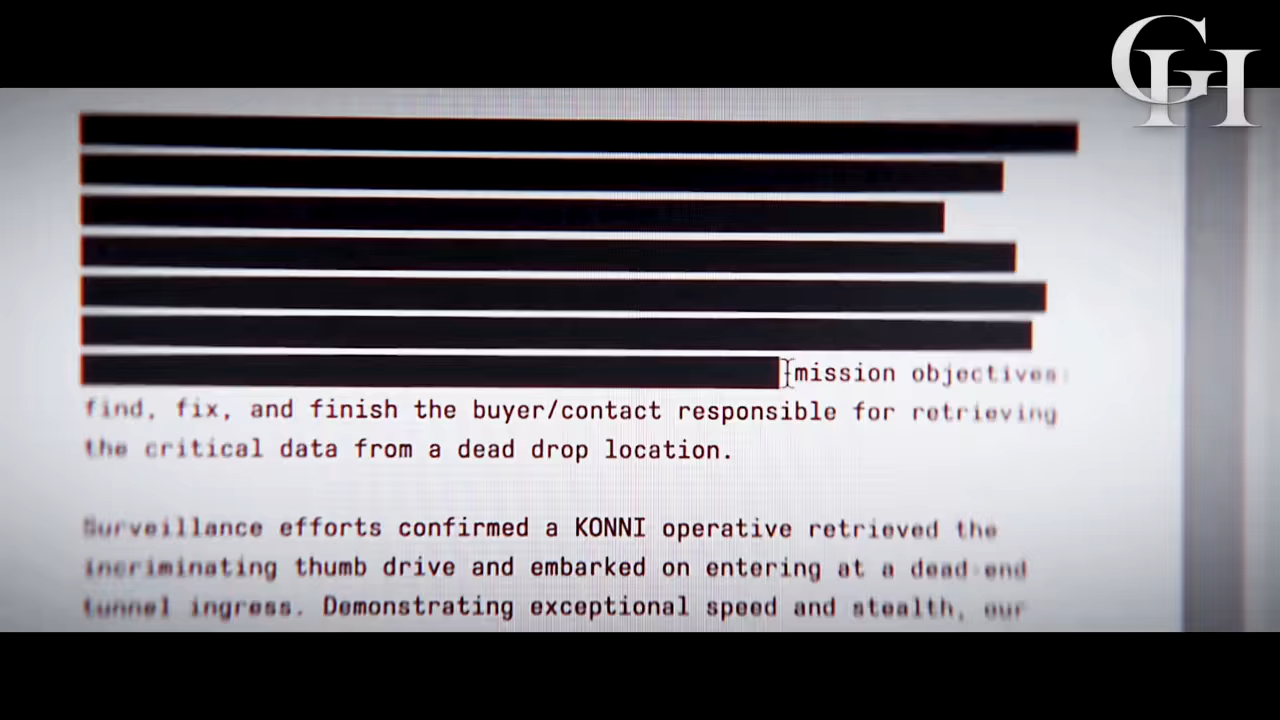 GH
mission objectives:
find, fix, and finish the buyer/contact responsible for retrieving
the critical data from a dead drop location.
Surveillance efforts confirmed a KONNI operative retrieved the
incriminating thumb drive and embarked on entering at a dead-end
tunnel ingress. Demonstrating exceptional speed and stealth, our